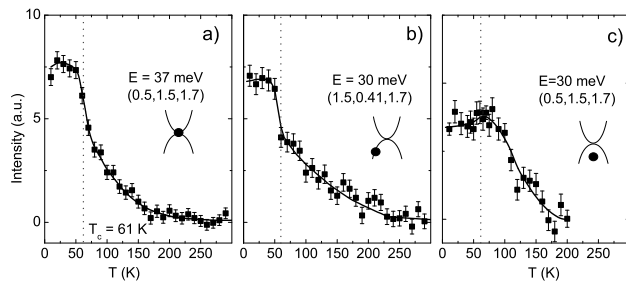 a)
b)
c)
E = 37 meV
(0.5,1.5,1.7)
E = 30 meV
(1.5,0.41,1.7)
E=30 meV
(0.5,1.5,1.7)
10
5
0
Intensity (a.u.)
T_c = 61 K
0 50 100 150 200 250
0 50 100 150 200 250
0 50 100 150 200 250
T (K)
T (K)
T (K)